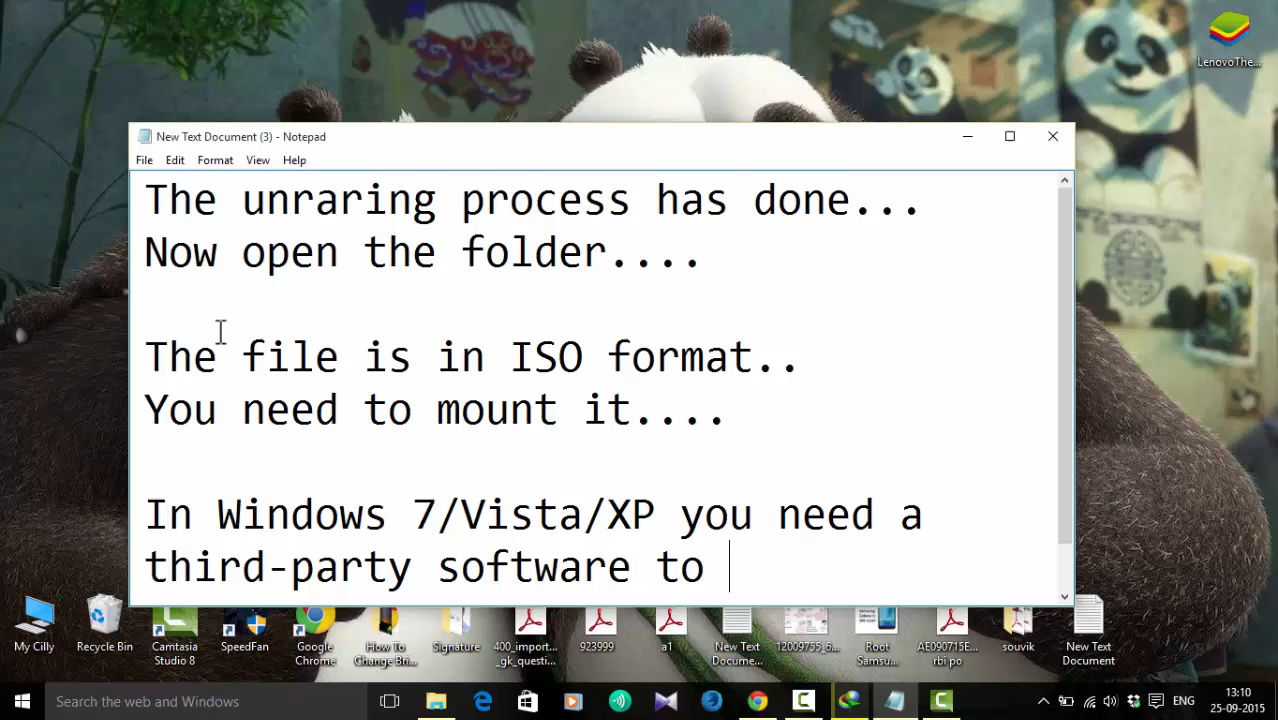 LenovoThe...
New Text Document (3) - Notepad
File Edit Format View Help
The unraring process has done...
Now open the folder....
The file is in ISO format..
You need to mount it....
In Windows 7/Vista/XP you need a
third-party software to
My Cilly
Recycle Bin
Camtasia
Studio 8
SpeedFan
Google
Chrome
How To
Change Bri...
Signature
400_import...
_gk_questi...
923999
a1
New Text
Docume...
12009755_6...
Root
Samsu...
AE090715E...
rbi po
souvik
New Text
Document
Search the web and Windows
ENG
13:10
25-09-2015